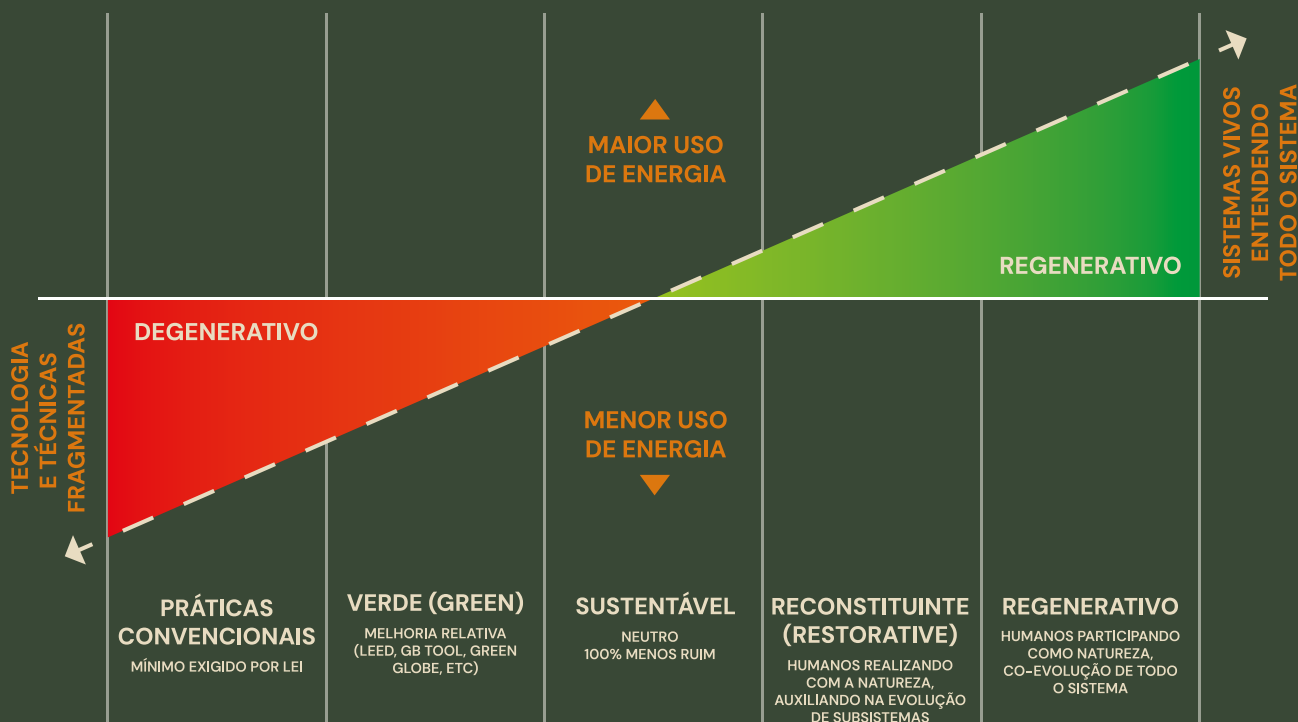 MAIOR USO
DE ENERGIA
SISTEMAS VIVOS
ENTENDENDO
TODO O SISTEMA
REGENERATIVO
DEGENERATIVO
TECNOLOGIA
E TÉCNICAS
FRAGMENTADAS
MENOR USO
DE ENERGIA
PRÁTICAS
CONVENCIONAIS
MÍNIMO EXIGIDO POR LEI
VERDE (GREEN)
MELHORIA RELATIVA
(LEED, GB TOOL, GREEN
GLOBE, ETC)
SUSTENTÁVEL
NEUTRO
100% MENOS RUIM
RECONSTITUINTE
(RESTORATIVE)
HUMANOS REALIZANDO
COM A NATUREZA,
AUXILIANDO NA EVOLUÇÃO
DE SUBSISTEMAS
REGENERATIVO
HUMANOS PARTICIPANDO
COMO NATUREZA,
CO-EVOLUÇÃO DE TODO
O SISTEMA